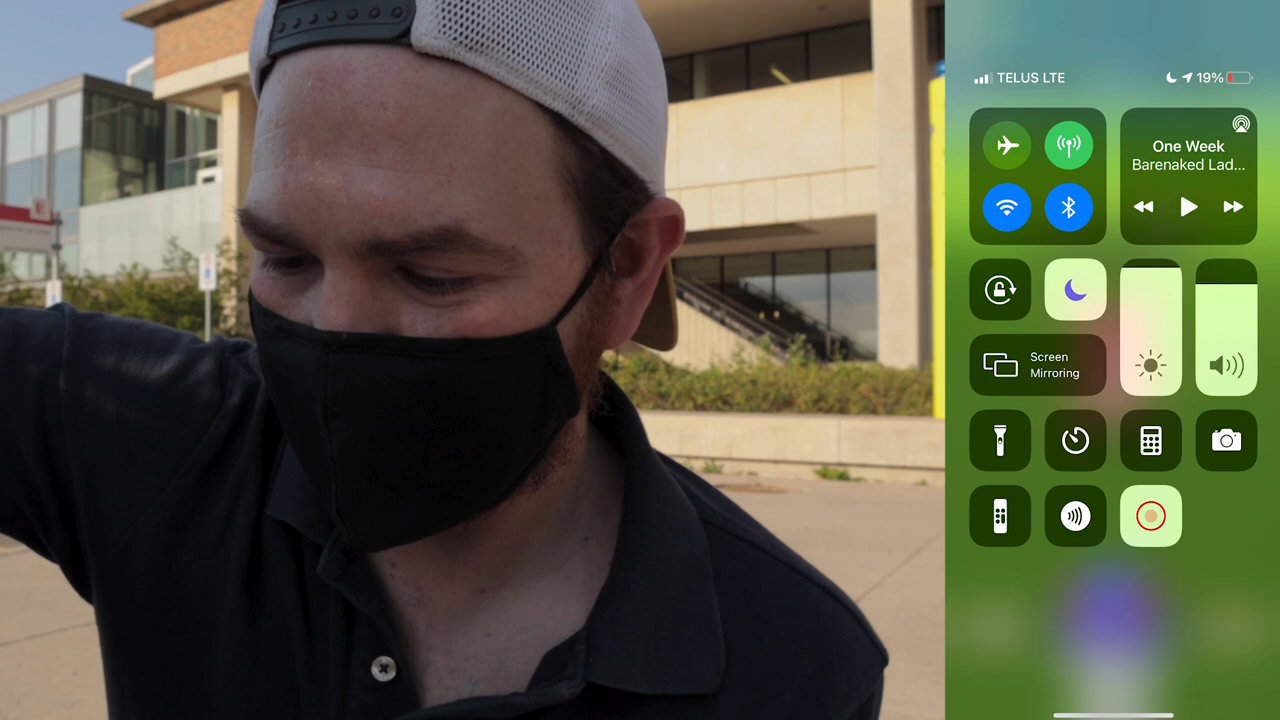 TELUS LTE
19%
One Week
Barenaked Lad...
Screen
Mirroring